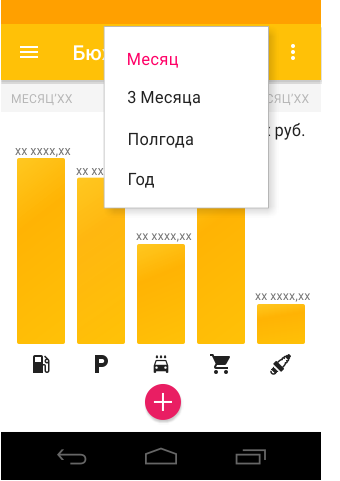 Бюд
Месяц
3 Месяца
Полгода
Год
МЕСЯЦ'XX
СЯЦ'XX
руб.
xx xxxx,xx
xx xx
xx xxxx,xx
xx xxxx,xx
P